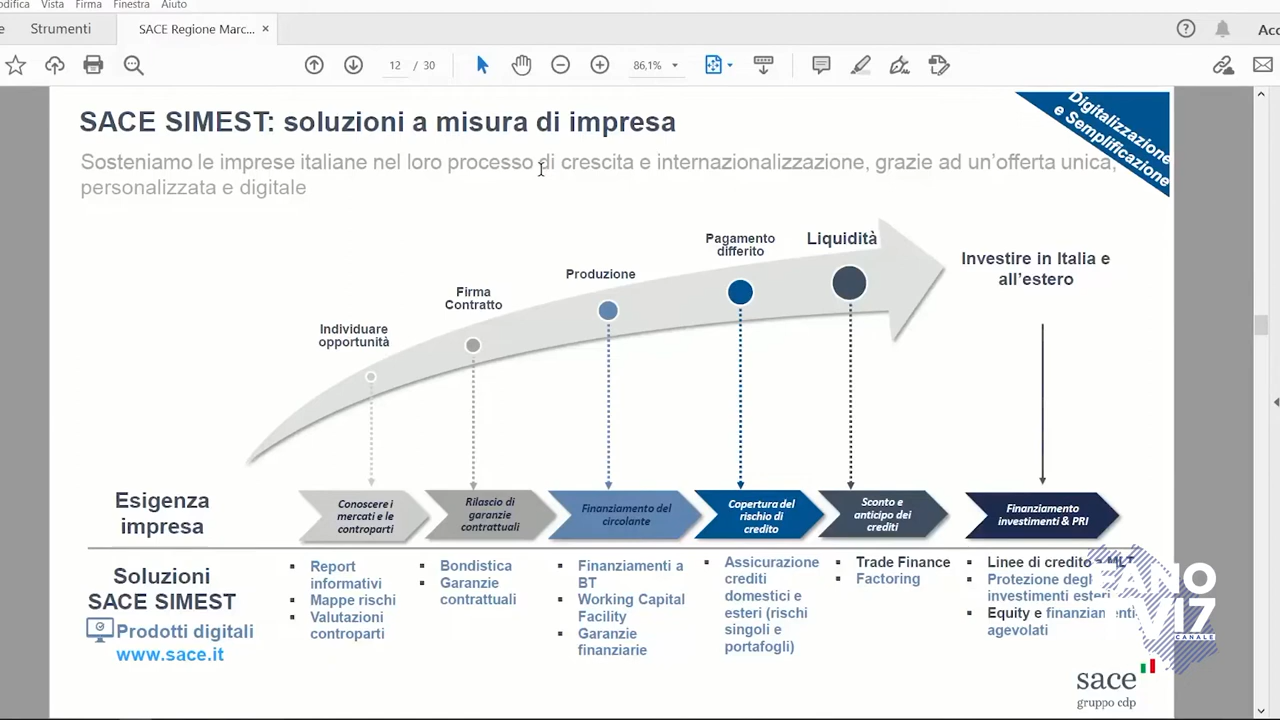 odifica Vista Firma Finestra Aiuto
e Strumenti SACE Regione Marc... ×
12 / 30 86,1% Acc
SACE SIMEST: soluzioni a misura di impresa
Digitalizzazione
e Semplificazione
Sosteniamo le imprese italiane nel loro processo di crescita e internazionalizzazione, grazie ad un'offerta unica,
personalizzata e digitale
Individuare
opportunità
Firma
Contratto
Produzione
Pagamento
differito
Liquidità
Investire in Italia e
all'estero
Esigenza
impresa
Conoscere i
mercati e le
controparti
Rilascio di
garanzie
contrattuali
Finanziamento del
circolante
Copertura del
rischio di
credito
Sconto e
anticipo dei
crediti
Finanziamento
investimenti & PRI
Soluzioni
SACE SIMEST
Prodotti digitali
www.sace.it
▪ Report
informativi
▪ Mappe rischi
▪ Valutazioni
controparti
▪ Bondistica
▪ Garanzie
contrattuali
▪ Finanziamenti a
BT
▪ Working Capital
Facility
▪ Garanzie
finanziarie
▪ Assicurazione
crediti
domestici e
esteri (rischi
singoli e
portafogli)
▪ Trade Finance
▪ Factoring
▪ Linee di credito a MLT
▪ Protezione degli
investimenti esteri
▪ Equity e finanziamenti
agevolati
FANO
TV17
CANALE
sace
gruppo cdp